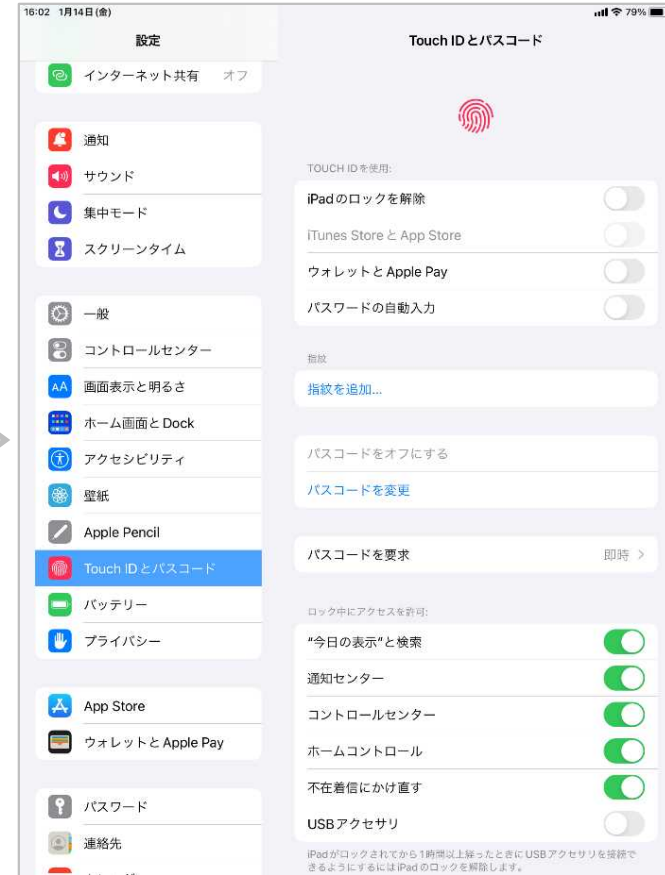 16:02 1月14日(金)
79%
設定
インターネット共有 オフ
通知
サウンド
集中モード
スクリーンタイム
一般
コントロールセンター
画面表示と明るさ
ホーム画面とDock
アクセシビリティ
壁紙
Apple Pencil
Touch IDとパスコード
バッテリー
プライバシー
App Store
ウォレットとApple Pay
パスワード
連絡先
Touch IDとパスコード
TOUCH IDを使用:
iPadのロックを解除
iTunes StoreとApp Store
ウォレットとApple Pay
パスワードの自動入力
指紋
指紋を追加...
パスコードをオフにする
パスコードを変更
パスコードを要求 即時
ロック中にアクセスを許可:
"今日の表示"と検索
通知センター
コントロールセンター
ホームコントロール
不在着信にかけ直す
USBアクセサリ
iPadがロックされてから1時間以上経ったときにUSBアクセサリを接続で
きるようにするにはiPadのロックを解除します。